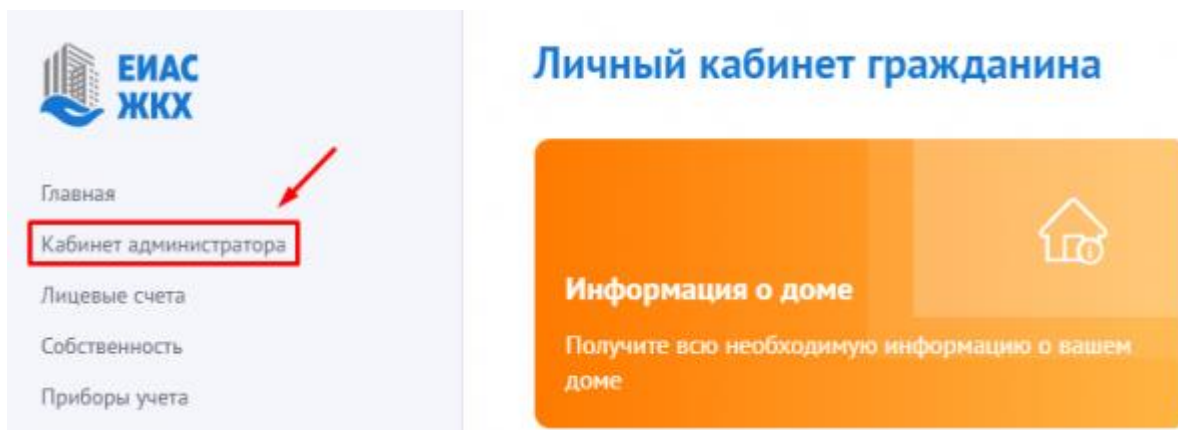 ЕИАС
ЖКХ
Главная
Кабинет администратора
Лицевые счета
Собственность
Приборы учета
Личный кабинет гражданина
Информация о доме
Получите всю необходимую информацию о вашем
доме